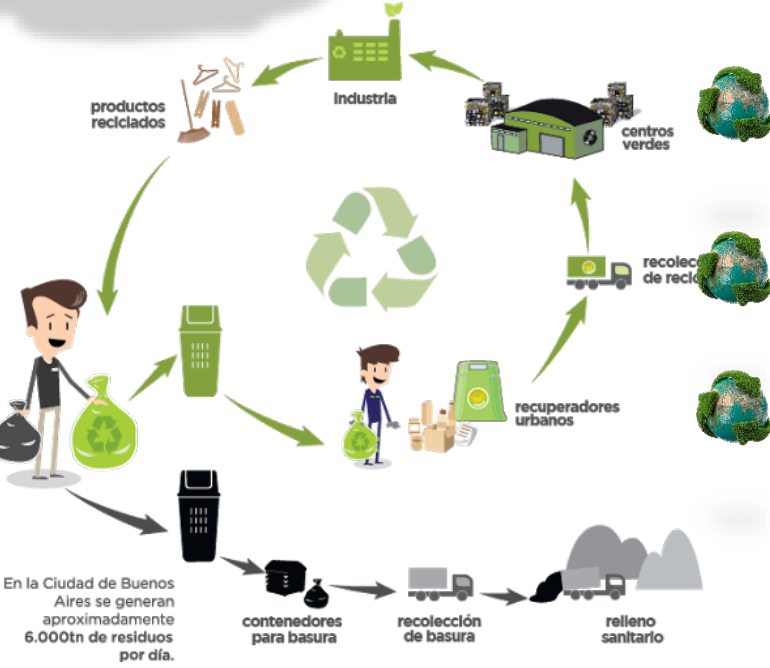 industria
productos
reciclados
centros
verdes
de
recuperadores
urbanos
En la Ciudad de Buenos
Aires se generan
aproximadamente
6.000tn de residuos
por día.
contenedores
para basura
recolección
de basura
relleno
sanitario